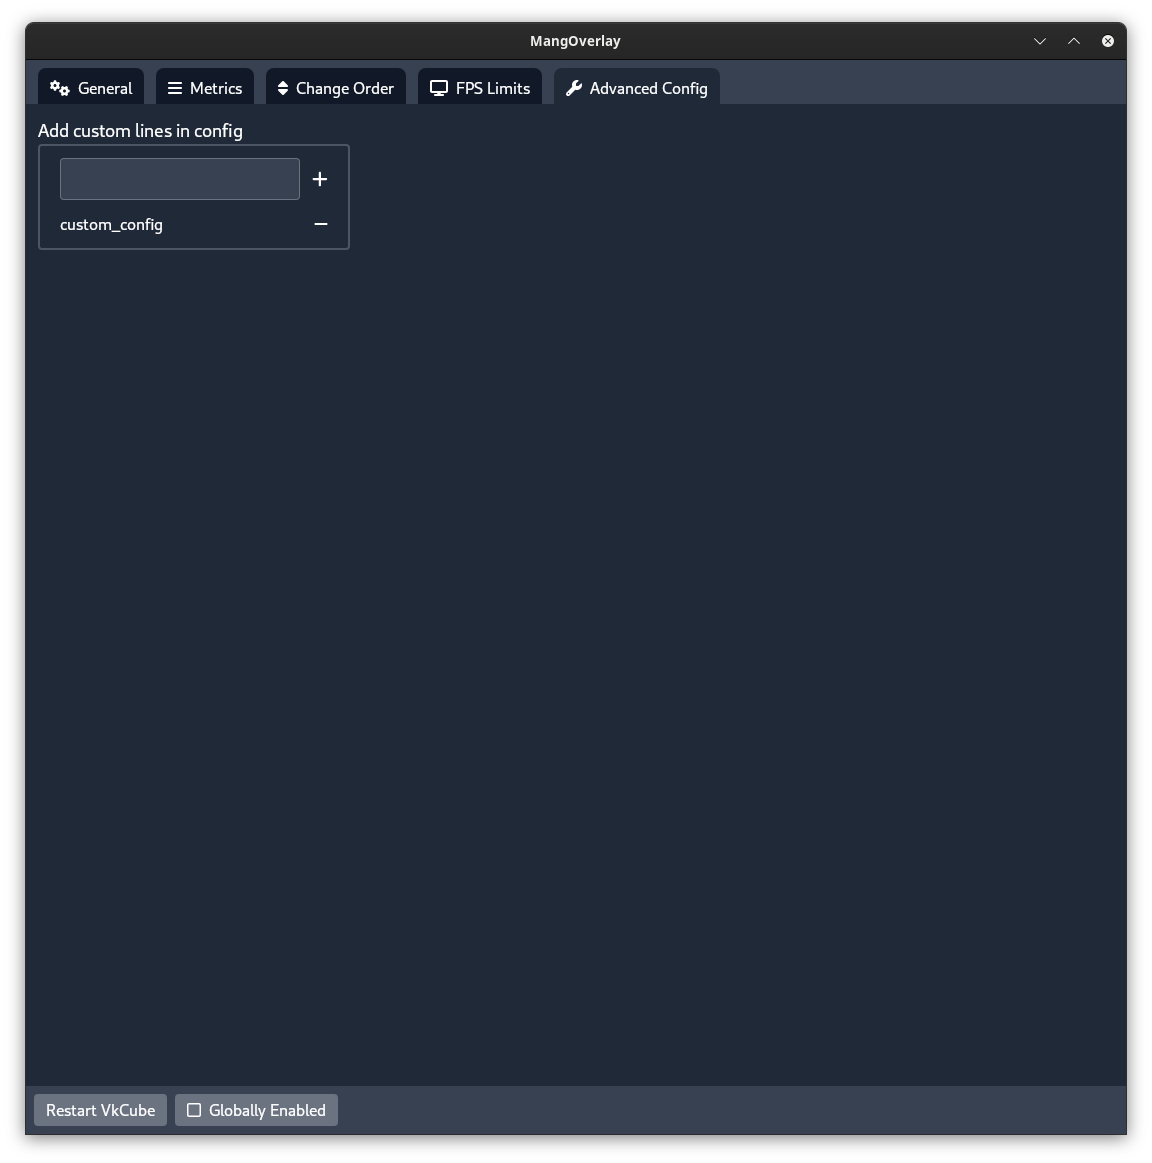 MangOverlay
General
Metrics
Change Order
FPS Limits
Advanced Config
Add custom lines in config
custom_config
Restart VkCube
Globally Enabled